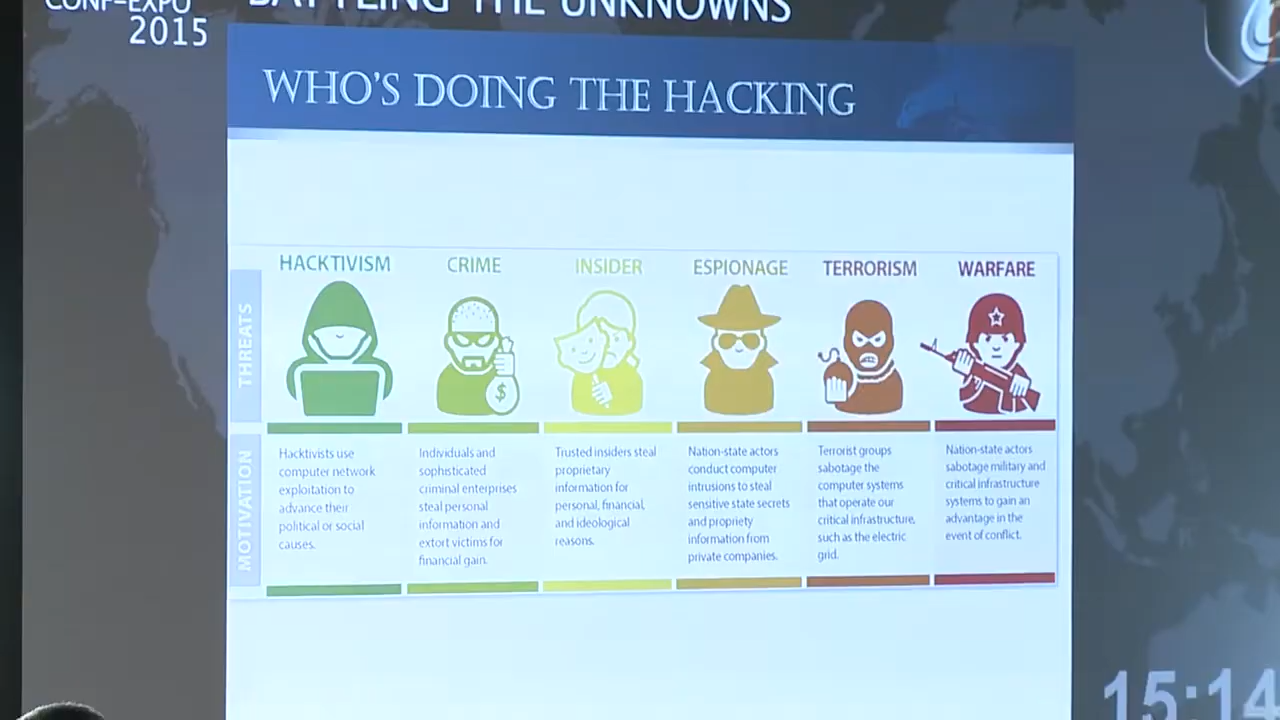 CONF-EXPO
2015
BATTLING THE UNKNOWNS
WHO'S DOING THE HACKING
THREATS
HACKTIVISM
CRIME
INSIDER
ESPIONAGE
TERRORISM
WARFARE
$
MOTIVATION
Hacktivists use
computer network
exploitation to
advance their
political or social
causes.
Individuals and
sophisticated
criminal enterprises
steal personal
information and
extort victims for
financial gain.
Trusted insiders steal
proprietary
information for
personal, financial,
and ideological
reasons.
Nation-state actors
conduct computer
intrusions to steal
sensitive state secrets
and propriety
information from
private companies.
Terrorist groups
sabotage the
computer systems
that operate our
critical infrastructure,
such as the electric
grid.
Nation-state actors
sabotage military and
critical infrastructure
systems to gain an
advantage in the
event of conflict.
15:14